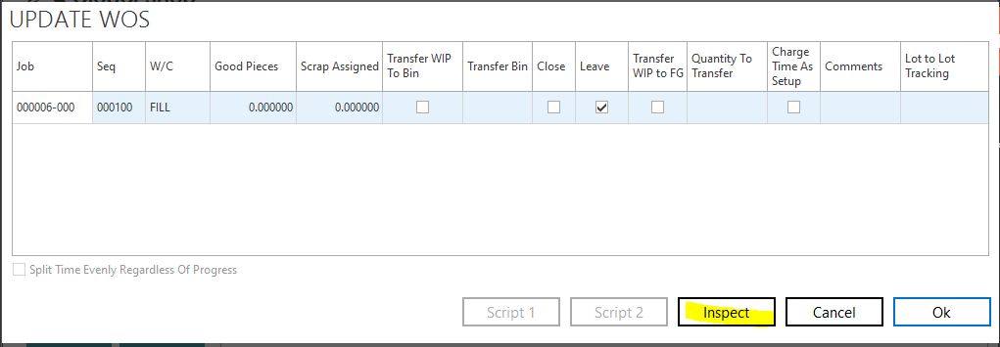 UPDATE WOS
Job Seq W/C Good Pieces Scrap Assigned Transfer WIP To Bin Transfer Bin Close Leave Transfer WIP to FG Quantity To Transfer Charge Time As Setup Comments Lot to Lot Tracking
000006-000 000100 FILL 0.000000 0.000000
Split Time Evenly Regardless Of Progress
Script 1 Script 2 Inspect Cancel Ok